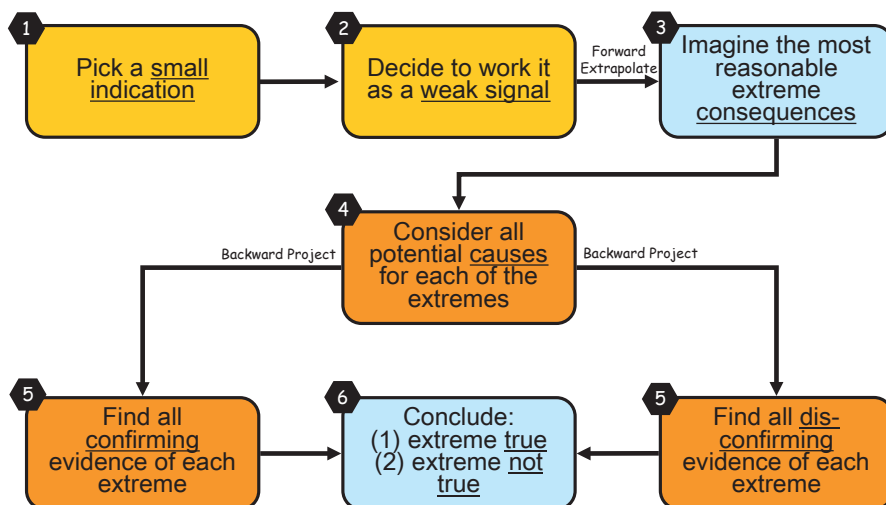 1
Pick a small
indication
2
Decide to work it
as a weak signal
Forward
Extrapolate
3
Imagine the most
reasonable
extreme
consequences
4
Consider all
potential causes
for each of the
extremes
Backward Project
Backward Project
5
Find all
confirming
evidence of each
extreme
6
Conclude:
(1) extreme true
(2) extreme not
true
5
Find all dis-
confirming
evidence of each
extreme